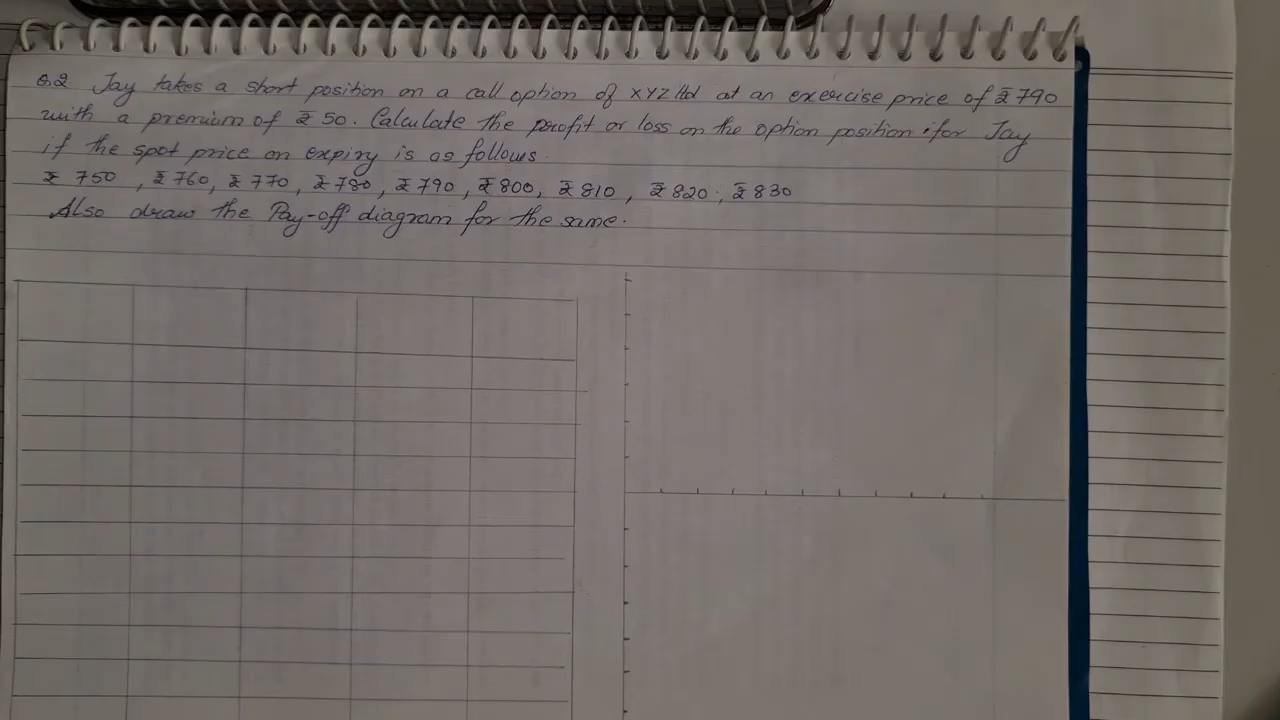 Q.2 Jay takes a short position on a call option of XYZ ltd at an exercise price of ₹ 790
with a premium of ₹ 50. Calculate the profit or loss on the option position for Jay
if the spot price on expiry is as follows.
₹ 750, ₹ 760, ₹ 770, ₹ 780, ₹ 790, ₹ 800, ₹ 810, ₹ 820, ₹ 830
Also draw the Pay-off diagram for the same.